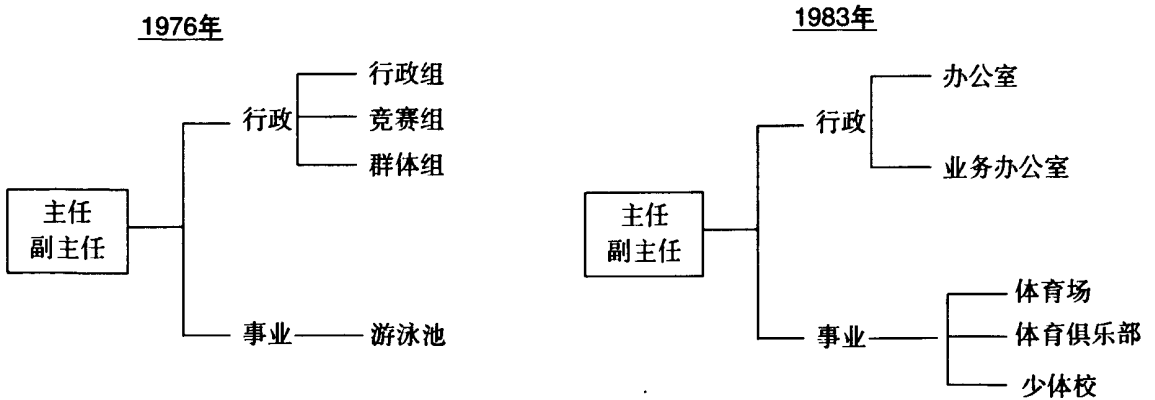 1976年
行政组
行政
竞赛组
群体组
主任
副主任
事业
游泳池
1983年
办公室
行政
业务办公室
主任
副主任
体育场
事业
体育俱乐部
少体校